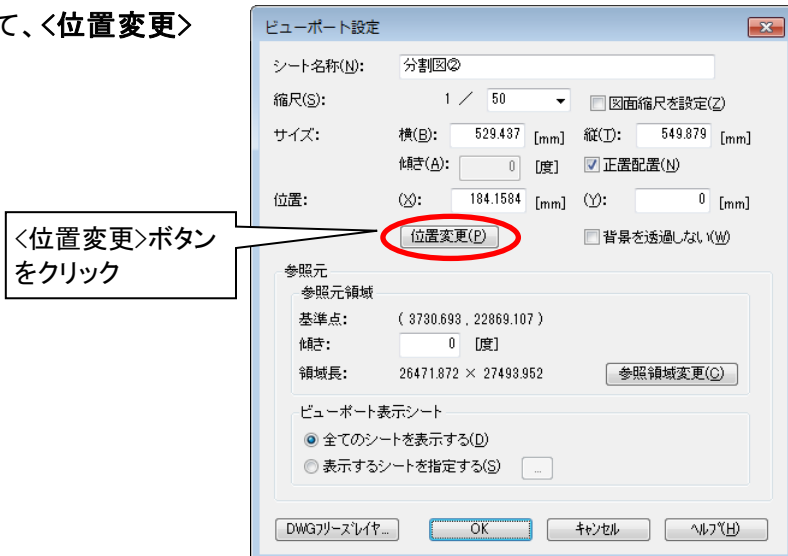 て、<位置変更>
ビューポート設定
シート名称(N): 分割図②
縮尺(S): 1 / 50 図面縮尺を設定(Z)
サイズ: 横(B): 529.437 [mm] 縦(T): 549.879 [mm]
傾き(A): 0 [度] 正置配置(N)
位置: (X): 184.1584 [mm] (Y): 0 [mm]
位置変更(P) 背景を透過しない(W)
<位置変更>ボタン
をクリック
参照元
参照元領域
基準点: ( 3730.693 , 22869.107 )
傾き: 0 [度]
領域長: 26471.872 × 27493.952 参照領域変更(C)
ビューポート表示シート
全てのシートを表示する(D)
表示するシートを指定する(S) ...
DWGフリーズレイヤ... OK キャンセル ヘルプ(H)